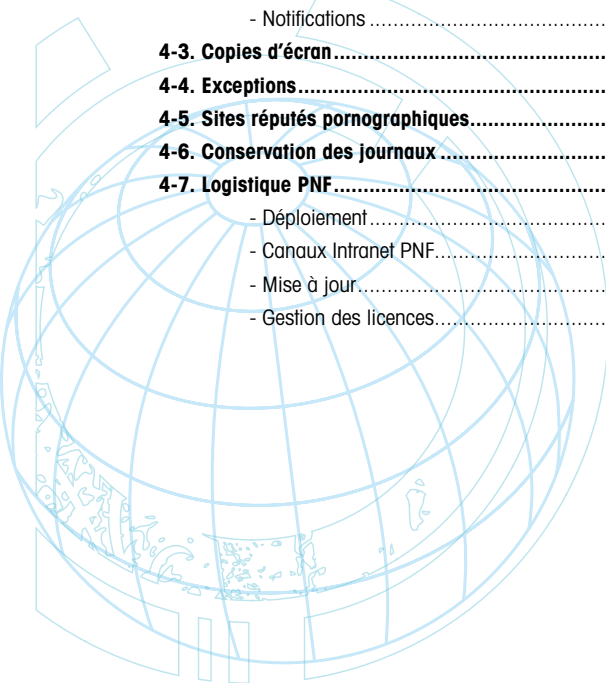 - Notifications ........................................................
4-3. Copies d’écran................................................................
4-4. Exceptions.......................................................................
4-5. Sites réputés pornographiques....................................
4-6. Conservation des journaux ..........................................
4-7. Logistique PNF................................................................
- Déploiement........................................................
- Canaux Intranet PNF..........................................
- Mise à jour..........................................................
- Gestion des licences..........................................